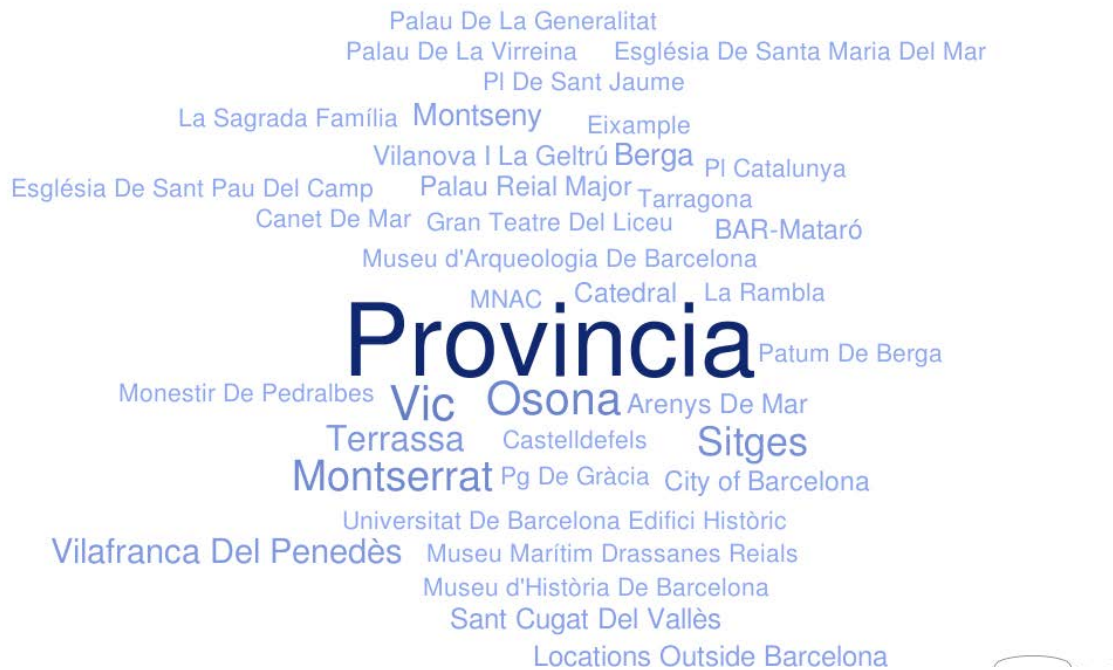 Palau De La Generalitat
Palau De La Virreina Església De Santa Maria Del Mar
Pl De Sant Jaume
La Sagrada Família Montseny Eixample
Vilanova I La Geltrú Berga Pl Catalunya
Església De Sant Pau Del Camp Palau Reial Major Tarragona
Canet De Mar Gran Teatre Del Liceu BAR-Mataró
Museu d'Arqueologia De Barcelona
MNAC Catedral La Rambla
Provincia Patum De Berga
Monestir De Pedralbes Vic Osona Arenys De Mar
Terrassa Castelldefels Sitges
Montserrat Pg De Gràcia City of Barcelona
Universitat De Barcelona Edifici Històric
Vilafranca Del Penedès Museu Marítim Drassanes Reials
Museu d'Història De Barcelona
Sant Cugat Del Vallès
Locations Outside Barcelona